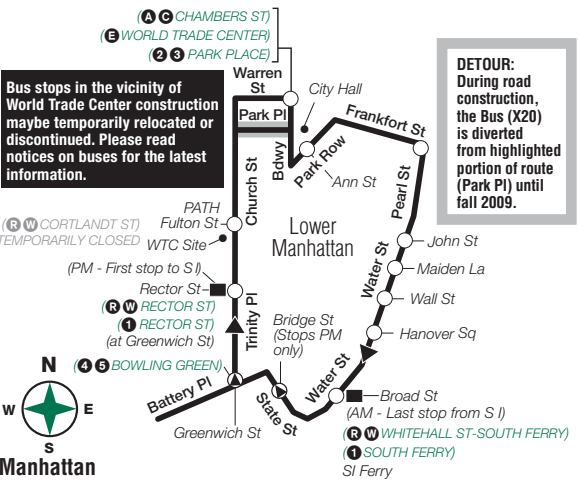 (A C CHAMBERS ST)
(E WORLD TRADE CENTER)
(2 3 PARK PLACE)
Bus stops in the vicinity of
World Trade Center construction
maybe temporarily relocated or
discontinued. Please read
notices on buses for the latest
information.
Warren
St
City Hall
Park Pl
Bdwy
Park Row
Frankfort St
Ann St
DETOUR:
During road
construction,
the Bus (X20)
is diverted
from highlighted
portion of route
(Park Pl) until
fall 2009.
Church St
Pearl St
PATH
Fulton St
(R W CORTLANDT ST)
TEMPORARILY CLOSED
WTC Site
Lower
Manhattan
John St
Maiden La
Water St
Wall St
Hanover Sq
(PM - First stop to S I)
Rector St
(R W RECTOR ST)
(1 RECTOR ST)
(at Greenwich St)
Trinity Pl
Bridge St
(Stops PM
only)
(4 5 BOWLING GREEN)
Battery Pl
Greenwich St
State St
Water St
Broad St
(AM - Last stop from S I)
(R W WHITEHALL ST-SOUTH FERRY)
(1 SOUTH FERRY)
SI Ferry
N
W
E
S
Manhattan